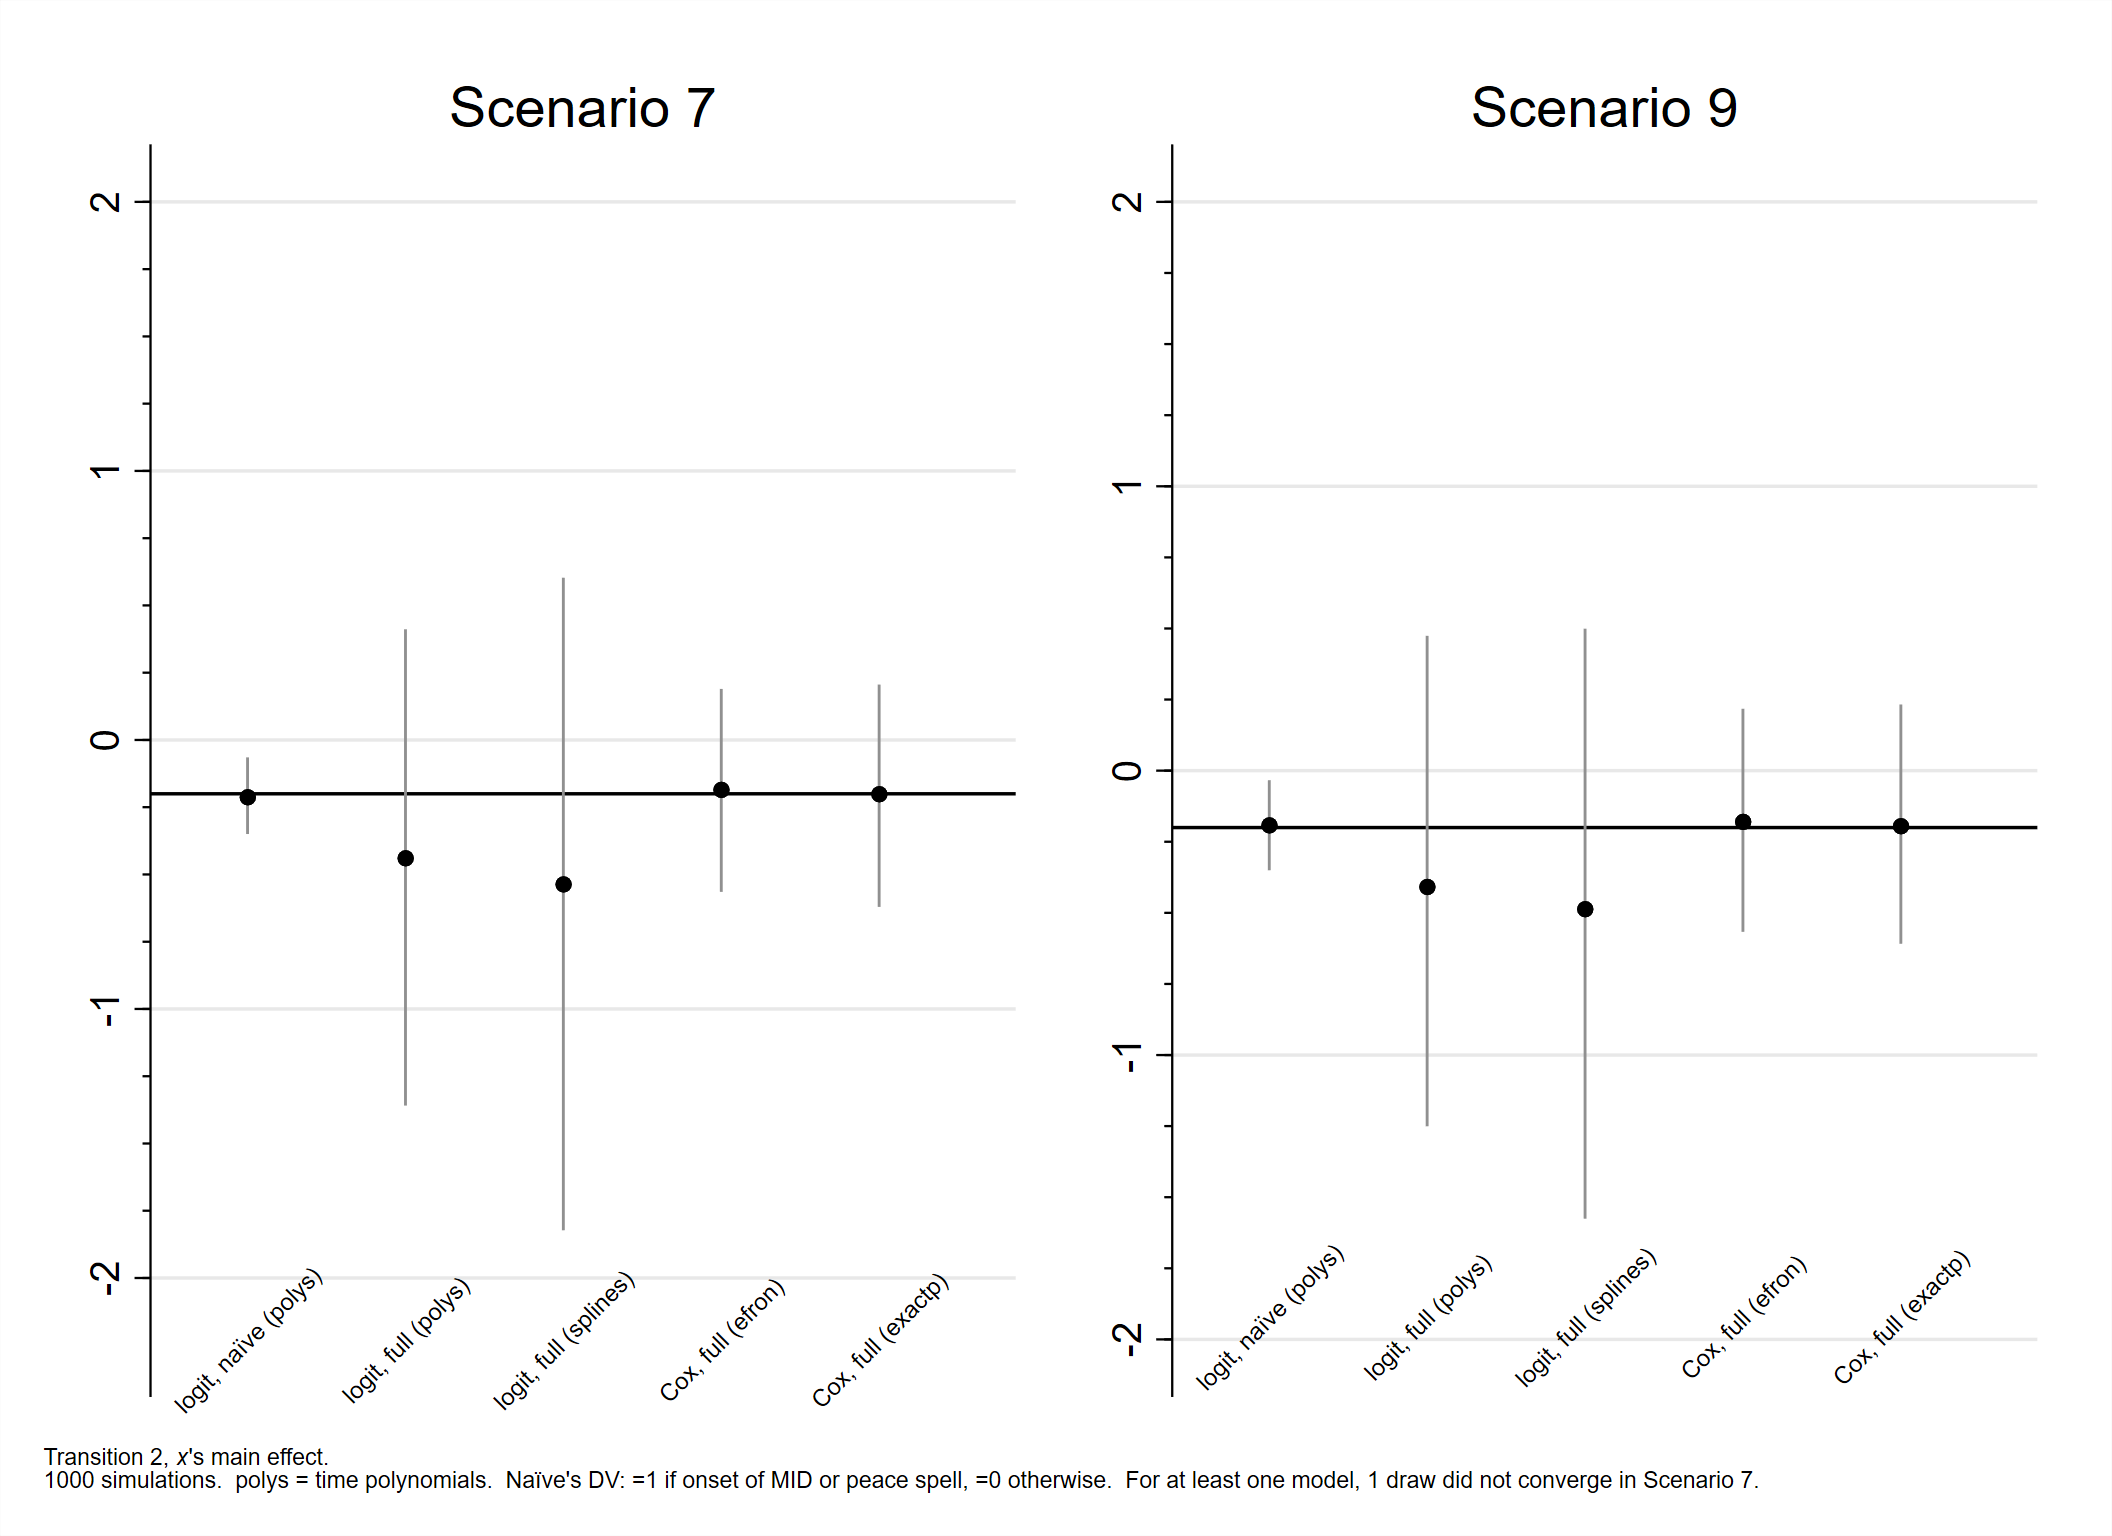 Scenario 7
2
1
0
-1
-2
logit, naïve (polys)
logit, full (polys)
logit, full (splines)
Cox, full (efron)
Cox, full (exactp)
Scenario 9
2
1
0
-1
-2
logit, naïve (polys)
logit, full (polys)
logit, full (splines)
Cox, full (efron)
Cox, full (exactp)
Transition 2, x's main effect.
1000 simulations.  polys = time polynomials.  Naïve's DV: =1 if onset of MID or peace spell, =0 otherwise.  For at least one model, 1 draw did not converge in Scenario 7.